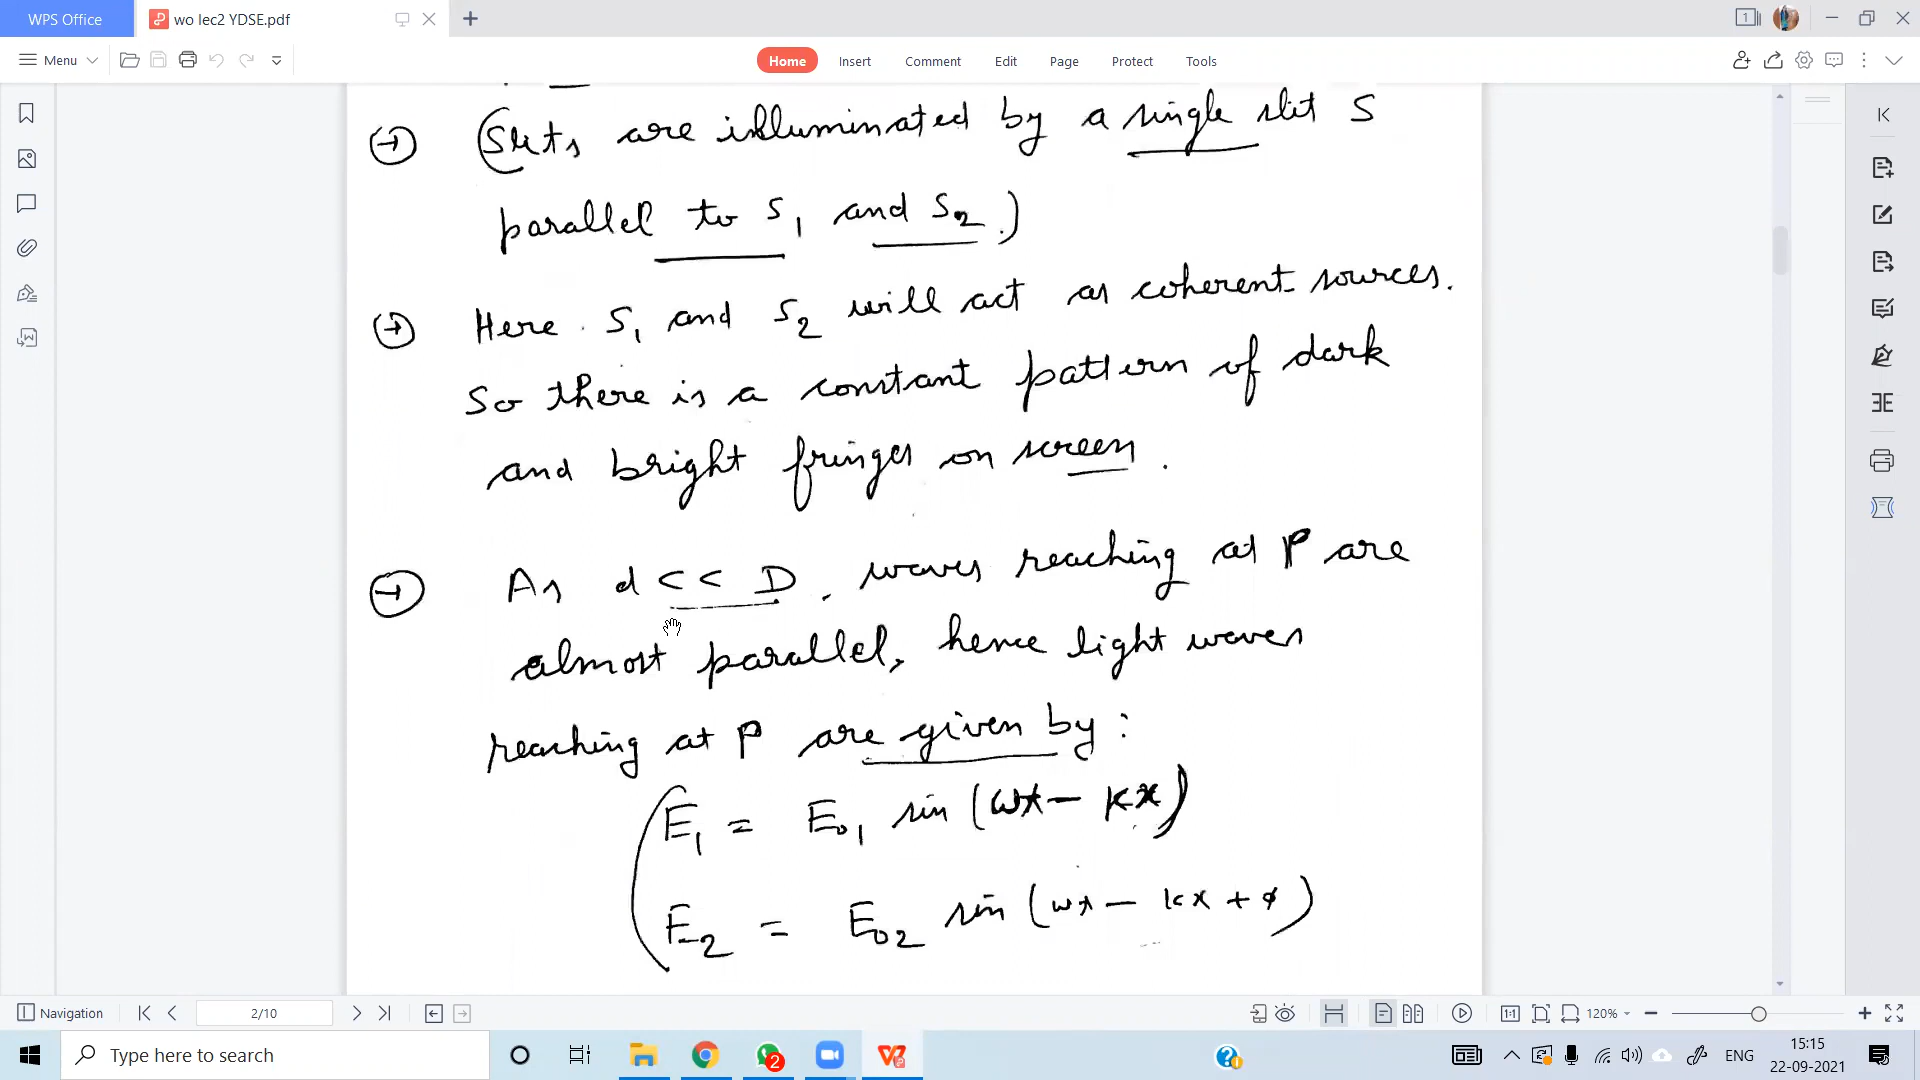 WPS Office
wo lec2 YDSE.pdf
Menu
Home Insert Comment Edit Page Protect Tools
(Slits are illuminated by a single slit S
parallel to S1 and S2.)
Here S1 and S2 will act as coherent sources.
So there is a constant pattern of dark
and bright fringes on screen.
As d << D, waves reaching at P are
almost parallel, hence light waves
reaching at P are given by:
E1 = E01 sin (ωt - kx)
E2 = E02 sin (ωt - kx + φ)
Navigation
2/10
1:1
120%
Type here to search
2
ENG
15:15
22-09-2021